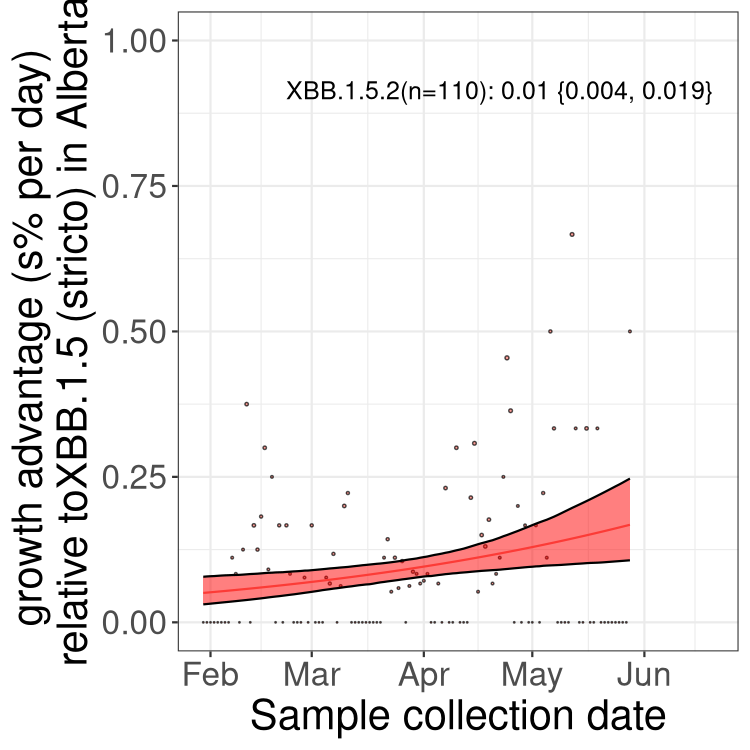 growth advantage (s% per day)
relative toXBB.1.5 (stricto) in Alberta
1.00
0.75
0.50
0.25
0.00
XBB.1.5.2(n=110): 0.01 {0.004, 0.019}
Feb Mar Apr May Jun
Sample collection date